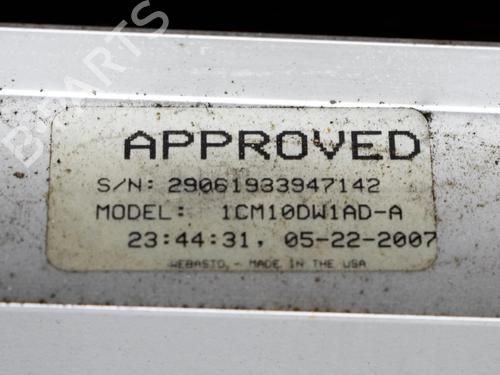 B-PARTS
APPROVED
S/N: 29061933947142
MODEL: 1CM10DW1AD-A
23:44:31, 05-22-2007
WEBASTO - MADE IN THE USA